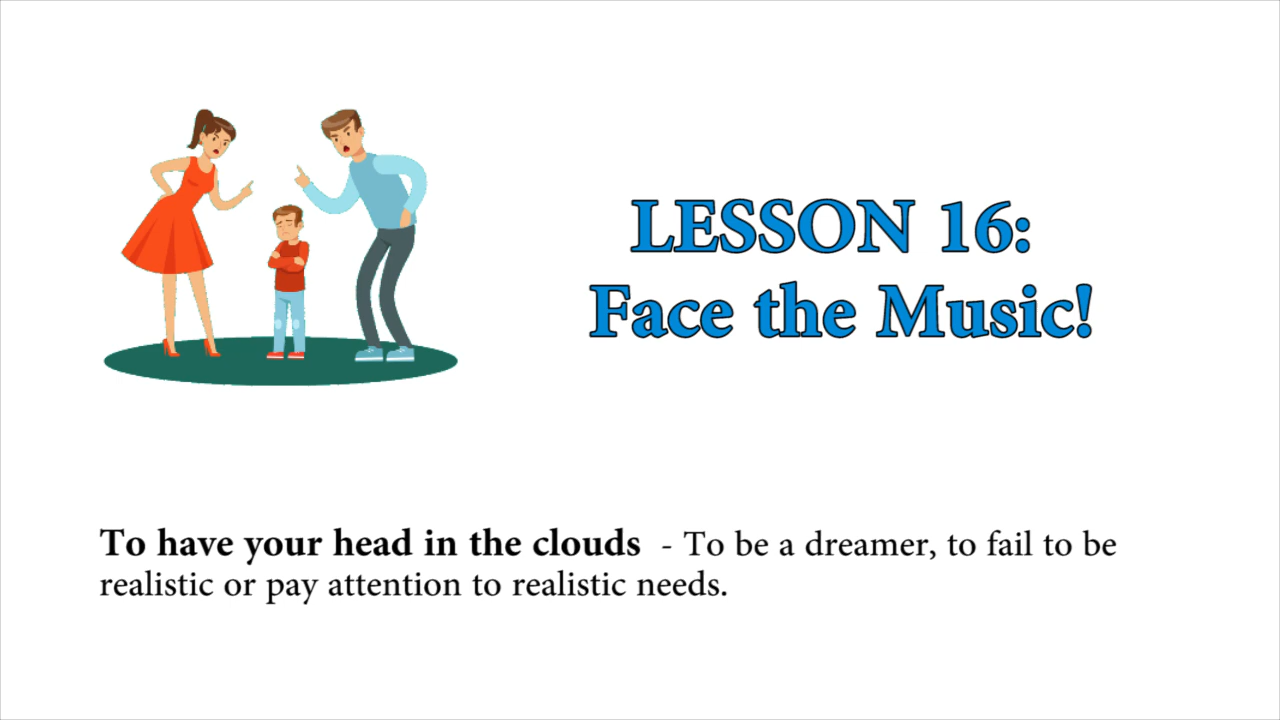 LESSON 16:
Face the Music!
To have your head in the clouds - To be a dreamer, to fail to be
realistic or pay attention to realistic needs.